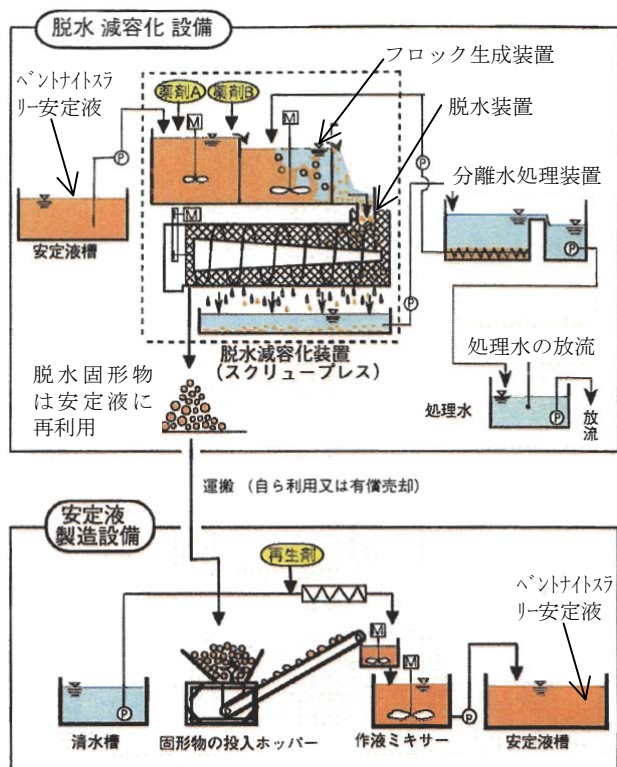 脱水 減容化 設備
フロック生成装置
ﾍﾞﾝﾄﾅｲﾄｽﾗ
ﾘｰ安定液
薬剤A
薬剤B
脱水装置
M
M
P
P
分離水処理装置
M
安定液槽
P
P
脱水減容化装置
(スクリュープレス)
処理水の放流
脱水固形物
は安定液に
再利用
処理水
P
放流
運搬 (自ら利用又は有償売却)
安定液
製造設備
再生剤
ﾍﾞﾝﾄﾅｲﾄｽﾗ
ﾘｰ安定液
M
M
P
P
清水槽
固形物の投入ホッパー
作液ミキサー
安定液槽